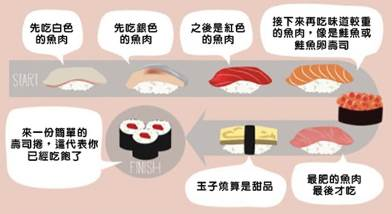 先吃白色
的魚肉
先吃銀色
的魚肉
之後是紅色
的魚肉
接下來再吃味道較重
的魚肉，像是鮭魚或
鮭魚卵壽司
START
來一份簡單的
壽司捲，這代表你
已經吃飽了
FINISH
玉子燒算是甜品
最肥的魚肉
最後才吃